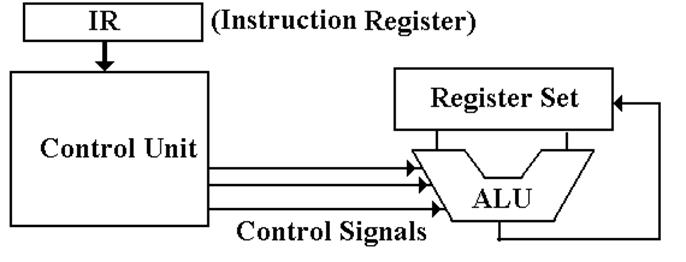 IR (Instruction Register)
Register Set
Control Unit
ALU
Control Signals